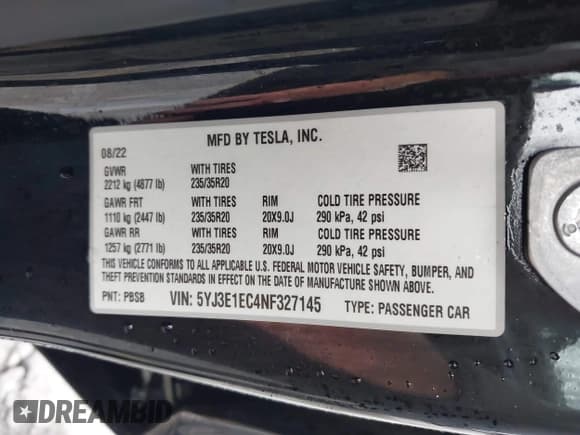 MFD BY TESLA, INC.
08/22
GVWR WITH TIRES
2212 kg (4877 lb) 235/35R20
GAWR FRT WITH TIRES RIM COLD TIRE PRESSURE
1110 kg (2447 lb) 235/35R20 20X9.0J 290 kPa, 42 psi
GAWR RR WITH TIRES RIM COLD TIRE PRESSURE
1257 kg (2771 lb) 235/35R20 20X9.0J 290 kPa, 42 psi
THIS VEHICLE CONFORMS TO ALL APPLICABLE U.S. FEDERAL MOTOR VEHICLE SAFETY, BUMPER, AND
THEFT PREVENTION STANDARDS IN EFFECT ON THE DATE OF MANUFACTURE SHOWN ABOVE.
PNT: PBSB VIN: 5YJ3E1EC4NF327145 TYPE: PASSENGER CAR
DREAMBID